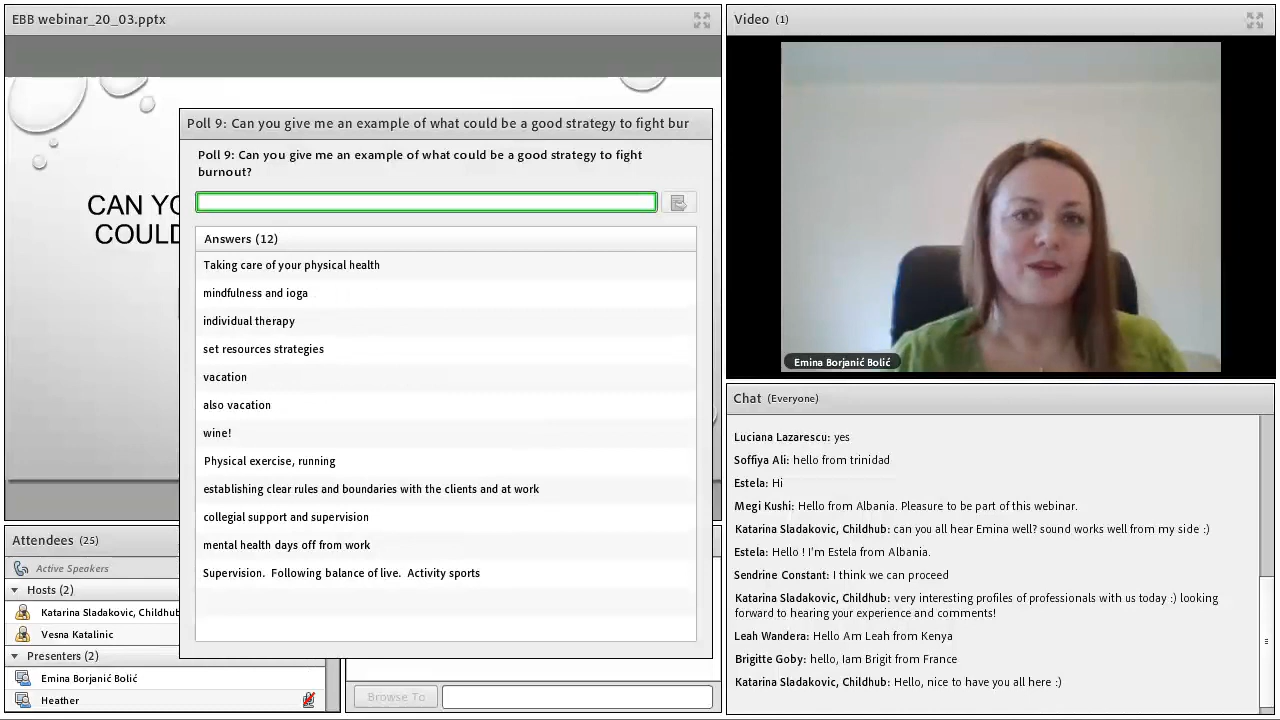 EBB webinar_20_03.pptx
CAN YO
COULD
Poll 9: Can you give me an example of what could be a good strategy to fight bur
Poll 9: Can you give me an example of what could be a good strategy to fight
burnout?
Answers (12)
Taking care of your physical health
mindfulness and ioga
individual therapy
set resources strategies
vacation
also vacation
wine!
Physical exercise, running
establishing clear rules and boundaries with the clients and at work
collegial support and supervision
mental health days off from work
Supervision. Following balance of live. Activity sports
Attendees (25)
Active Speakers
Hosts (2)
Katarina Sladakovic, Childhub
Vesna Katalinic
Presenters (2)
Emina Borjanić Bolić
Heather
Browse To
Video (1)
Emina Borjanić Bolić
Chat (Everyone)
Luciana Lazarescu: yes
Soffiya Ali: hello from trinidad
Estela: Hi
Megi Kushi: Hello from Albania. Pleasure to be part of this webinar.
Katarina Sladakovic, Childhub: can you all hear Emina well? sound works well from my side :)
Estela: Hello ! I'm Estela from Albania.
Sendrine Constant: I think we can proceed
Katarina Sladakovic, Childhub: very interesting profiles of professionals with us today :) looking
forward to hearing your experience and comments!
Leah Wandera: Hello Am Leah from Kenya
Brigitte Goby: hello, Iam Brigit from France
Katarina Sladakovic, Childhub: Hello, nice to have you all here :)